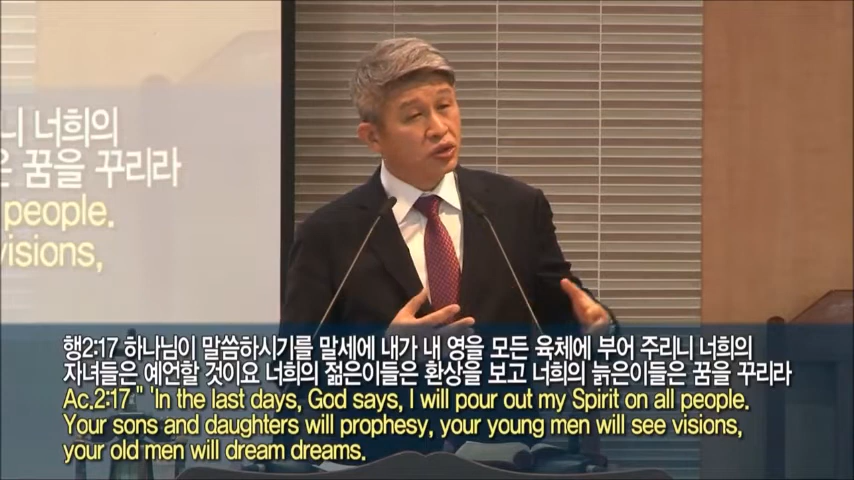 니 너희의
은 꿈을 꾸리라
people.
visions,
행2:17 하나님이 말씀하시기를 말세에 내가 내 영을 모든 육체에 부어 주리니 너희의
자녀들은 예언할 것이요 너희의 젊은이들은 환상을 보고 너희의 늙은이들은 꿈을 꾸리라
Ac.2:17 " 'In the last days, God says, I will pour out my Spirit on all people.
Your sons and daughters will prophesy, your young men will see visions,
your old men will dream dreams.